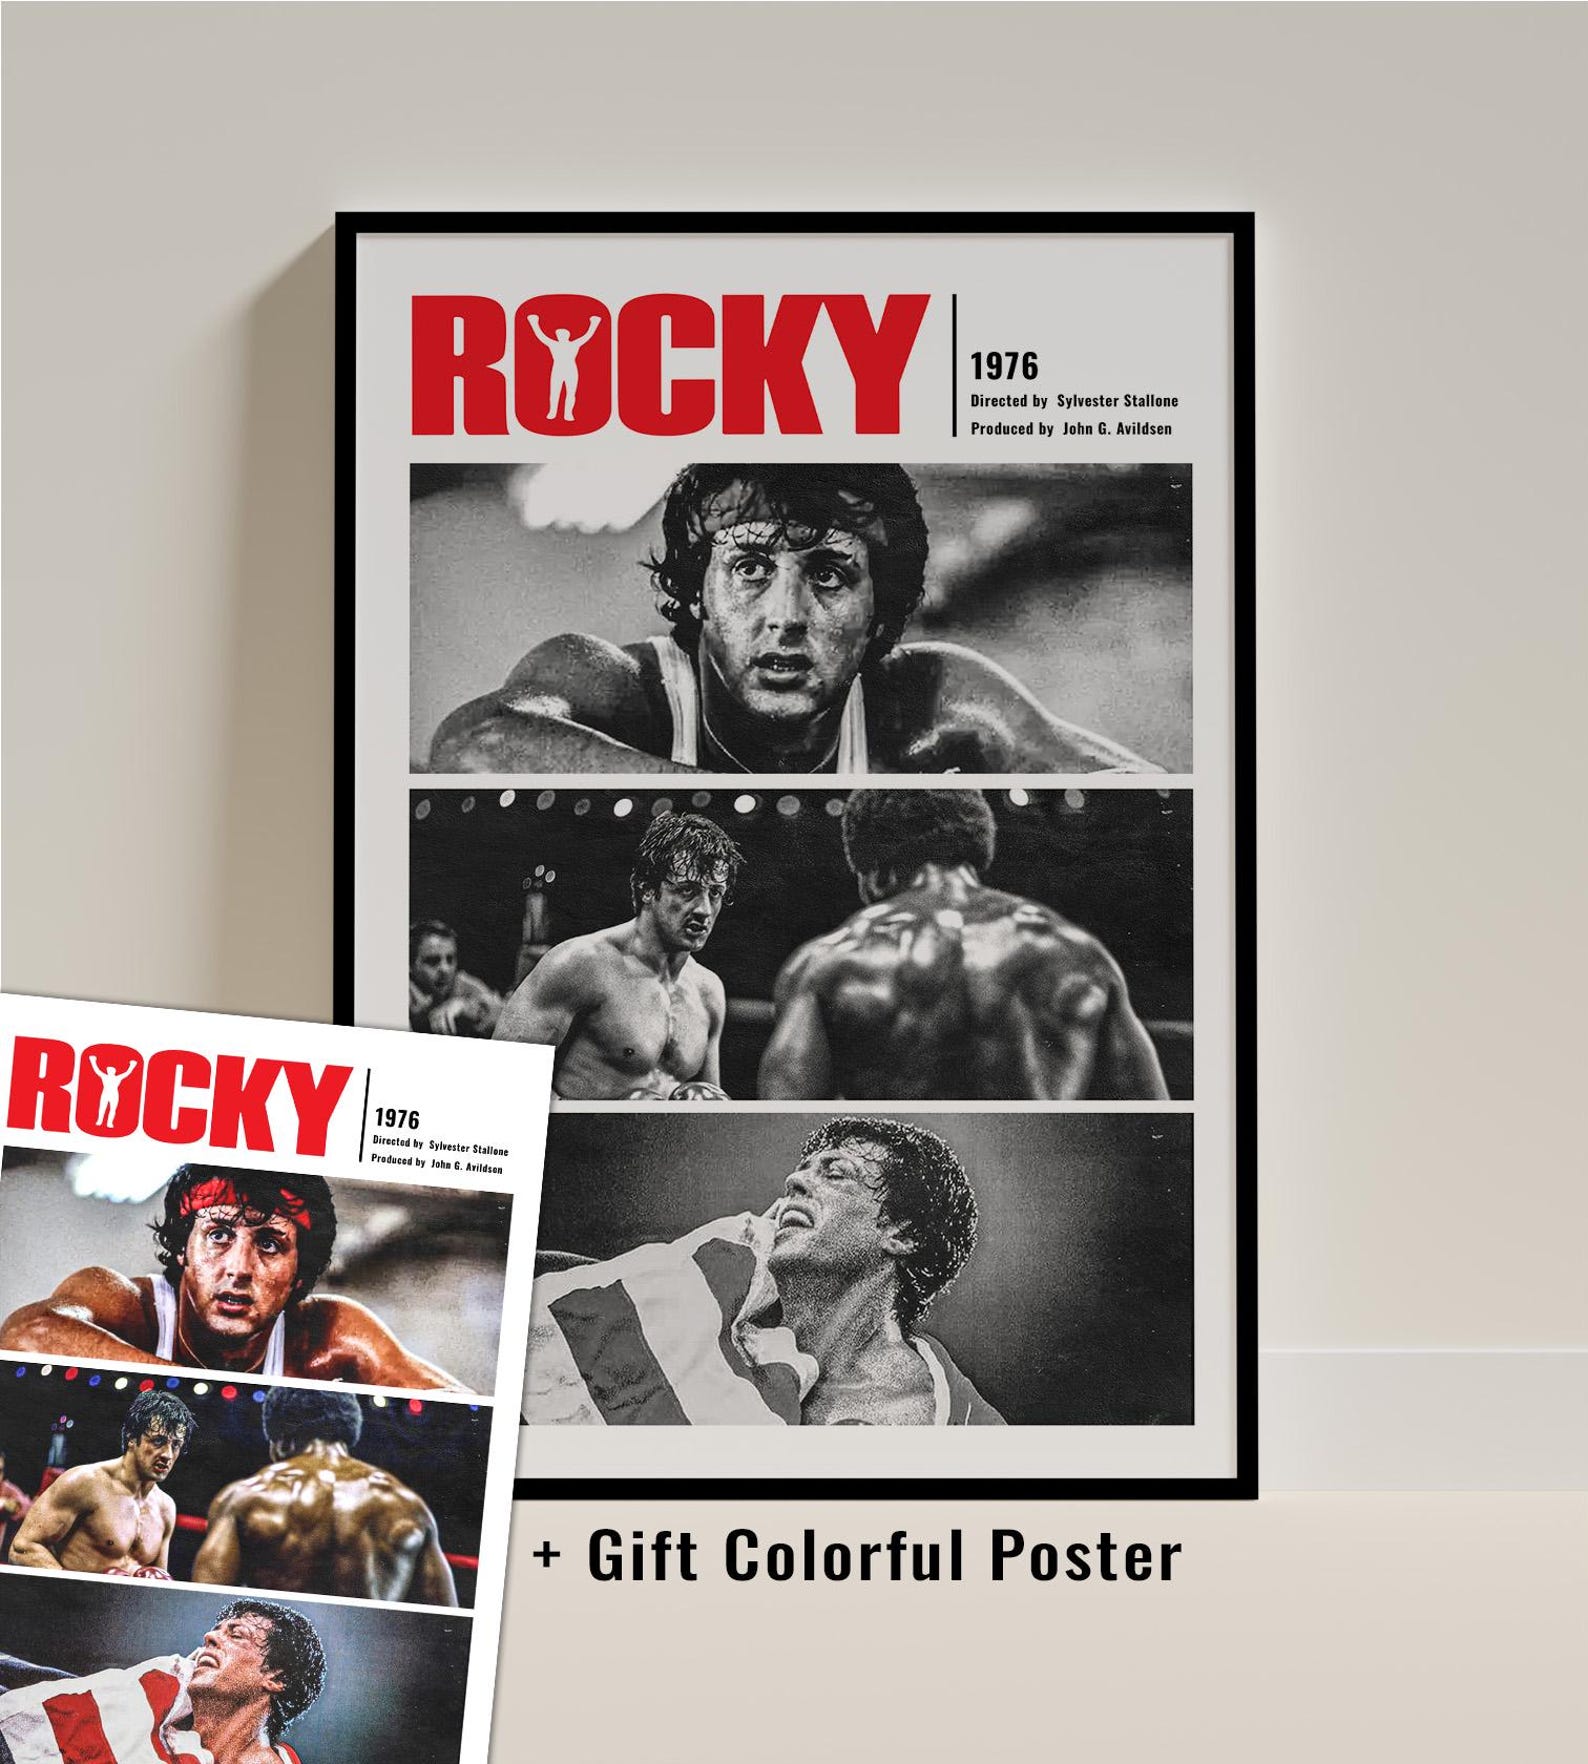 ROCKY
1976
Directed by Sylvester Stallone
Produced by John G. Avildsen
ROCKY
1976
Directed by Sylvester Stallone
Produced by John G. Avildsen
+ Gift Colorful Poster